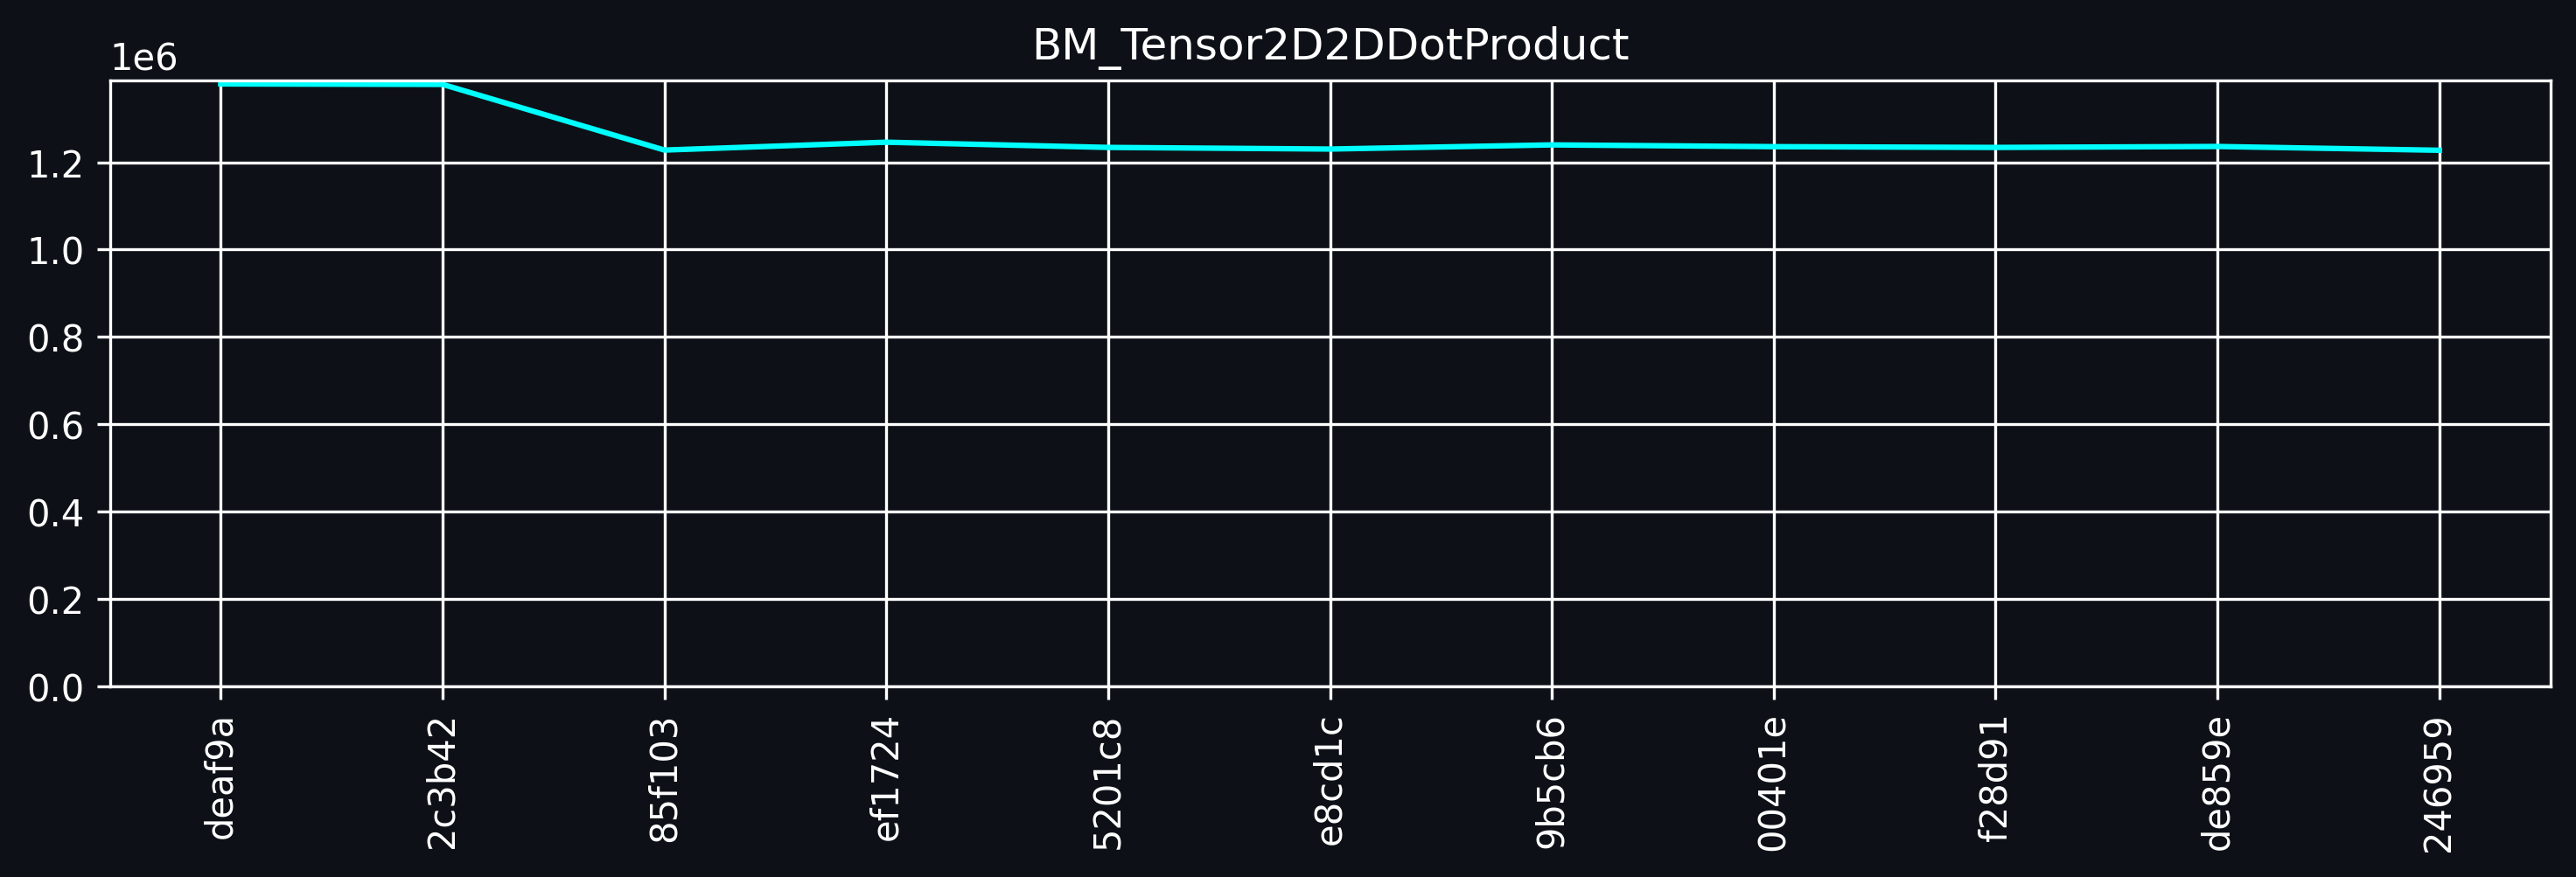 BM_Tensor2D2DDotProduct
1e6
1.2
1.0
0.8
0.6
0.4
0.2
0.0
deaf9a
2c3b42
85f103
ef1724
5201c8
e8cd1c
9b5cb6
00401e
f28d91
de859e
246959